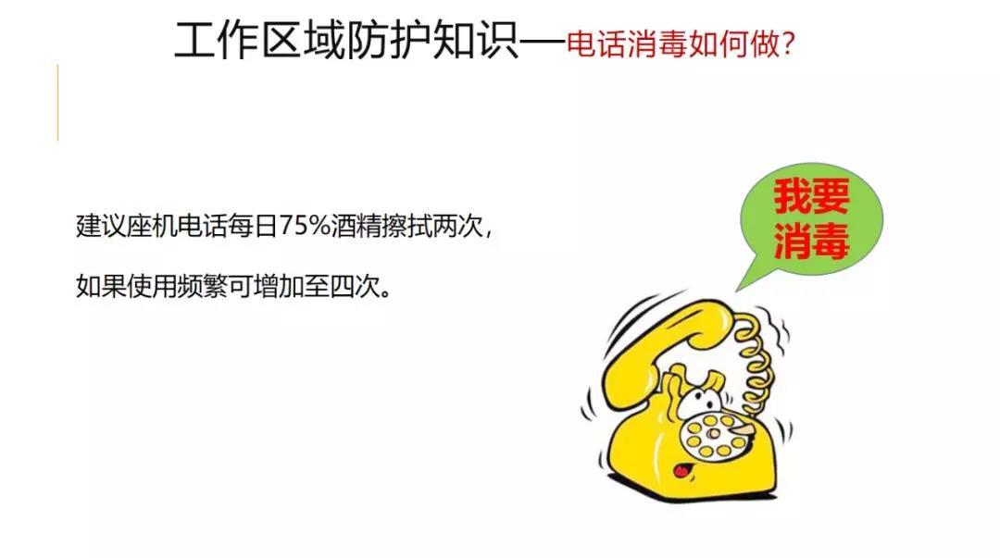 工作区域防护知识—电话消毒如何做？
我要
消毒
建议座机电话每日75%酒精擦拭两次，
如果使用频繁可增加至四次。